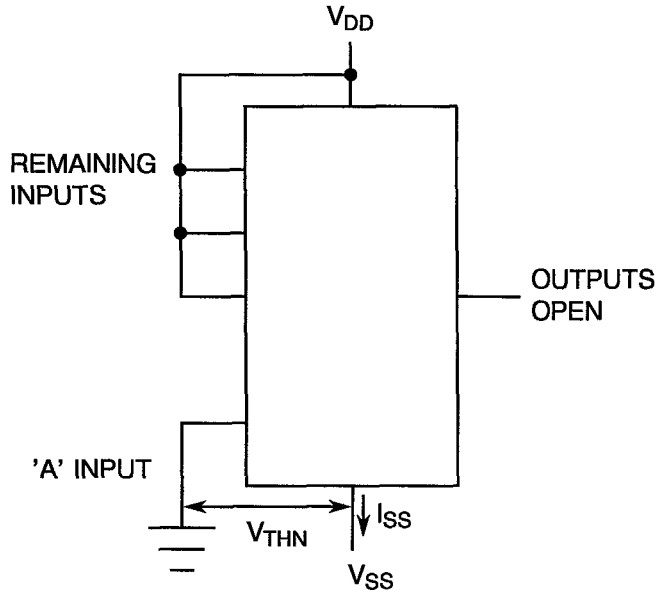 VDD
REMAINING
INPUTS
OUTPUTS
OPEN
'A' INPUT
ISS
VTHN
VSS